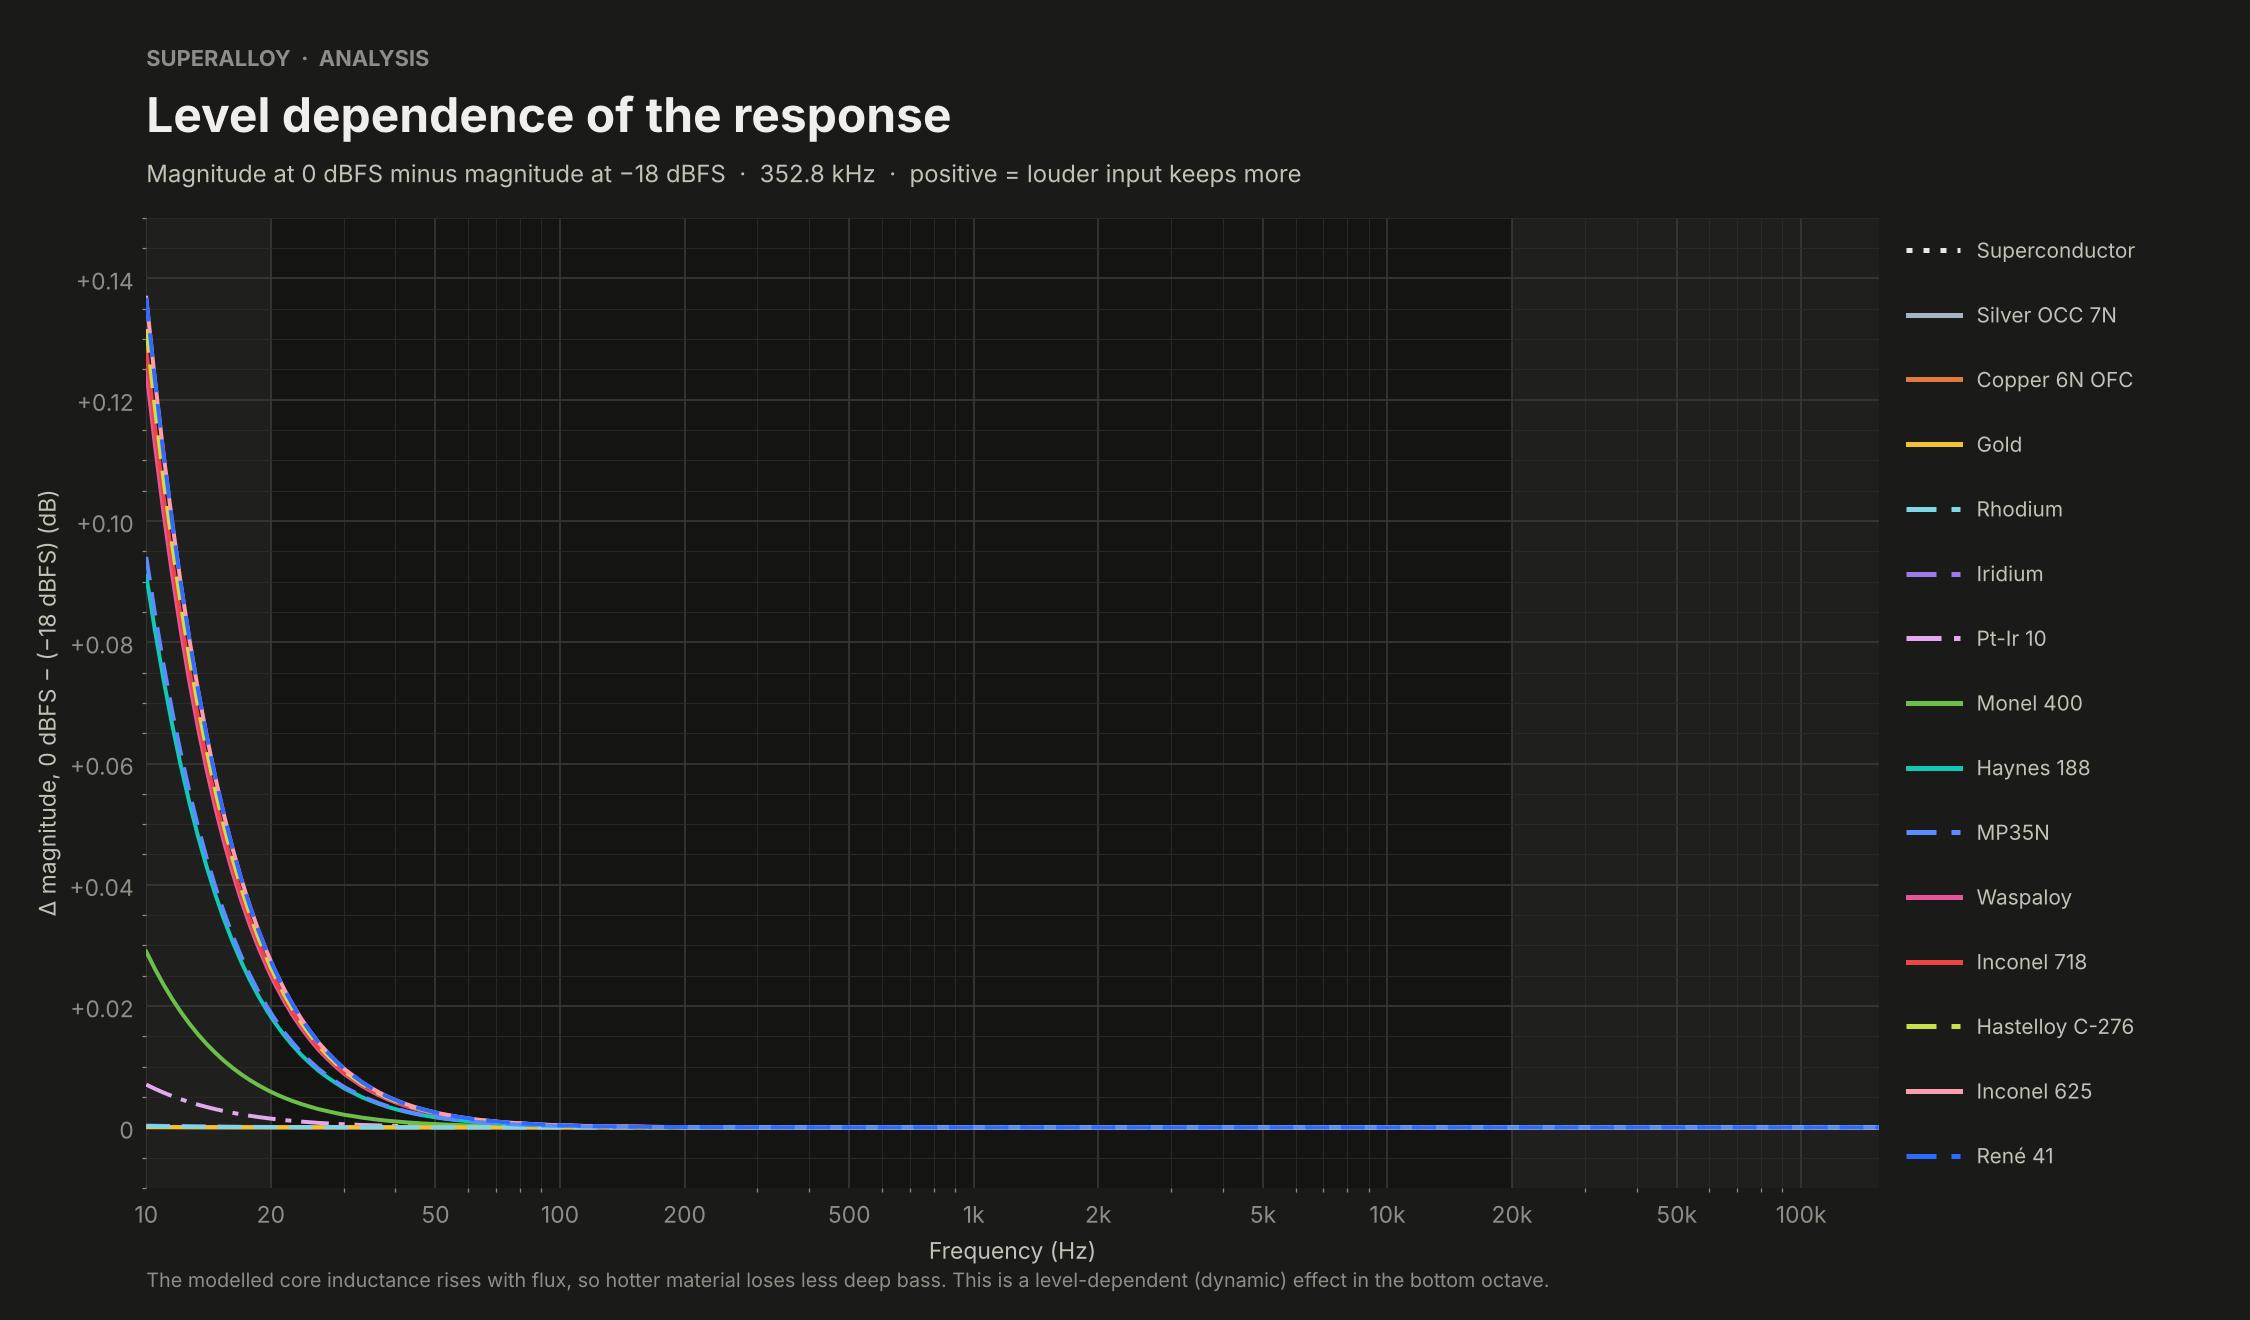 SUPERALLOY · ANALYSIS
Level dependence of the response
Magnitude at 0 dBFS minus magnitude at −18 dBFS · 352.8 kHz · positive = louder input keeps more
Δ magnitude, 0 dBFS − (−18 dBFS) (dB)
+0.14
+0.12
+0.10
+0.08
+0.06
+0.04
+0.02
0
10 20 50 100 200 500 1k 2k 5k 10k 20k 50k 100k
Frequency (Hz)
Superconductor
Silver OCC 7N
Copper 6N OFC
Gold
Rhodium
Iridium
Pt-Ir 10
Monel 400
Haynes 188
MP35N
Waspaloy
Inconel 718
Hastelloy C-276
Inconel 625
René 41
The modelled core inductance rises with flux, so hotter material loses less deep bass. This is a level-dependent (dynamic) effect in the bottom octave.